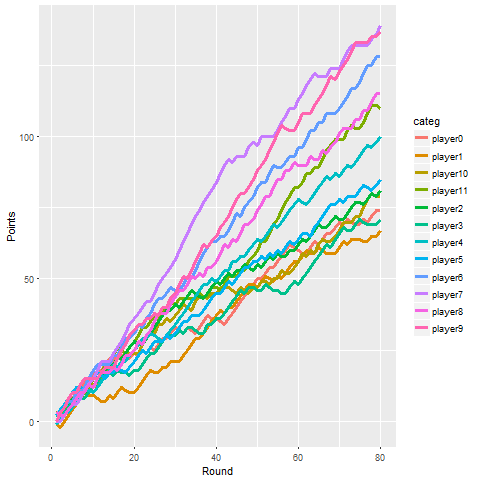 100
50
0
Points
0
20
40
60
80
Round
categ
player0
player1
player10
player11
player2
player3
player4
player5
player6
player7
player8
player9